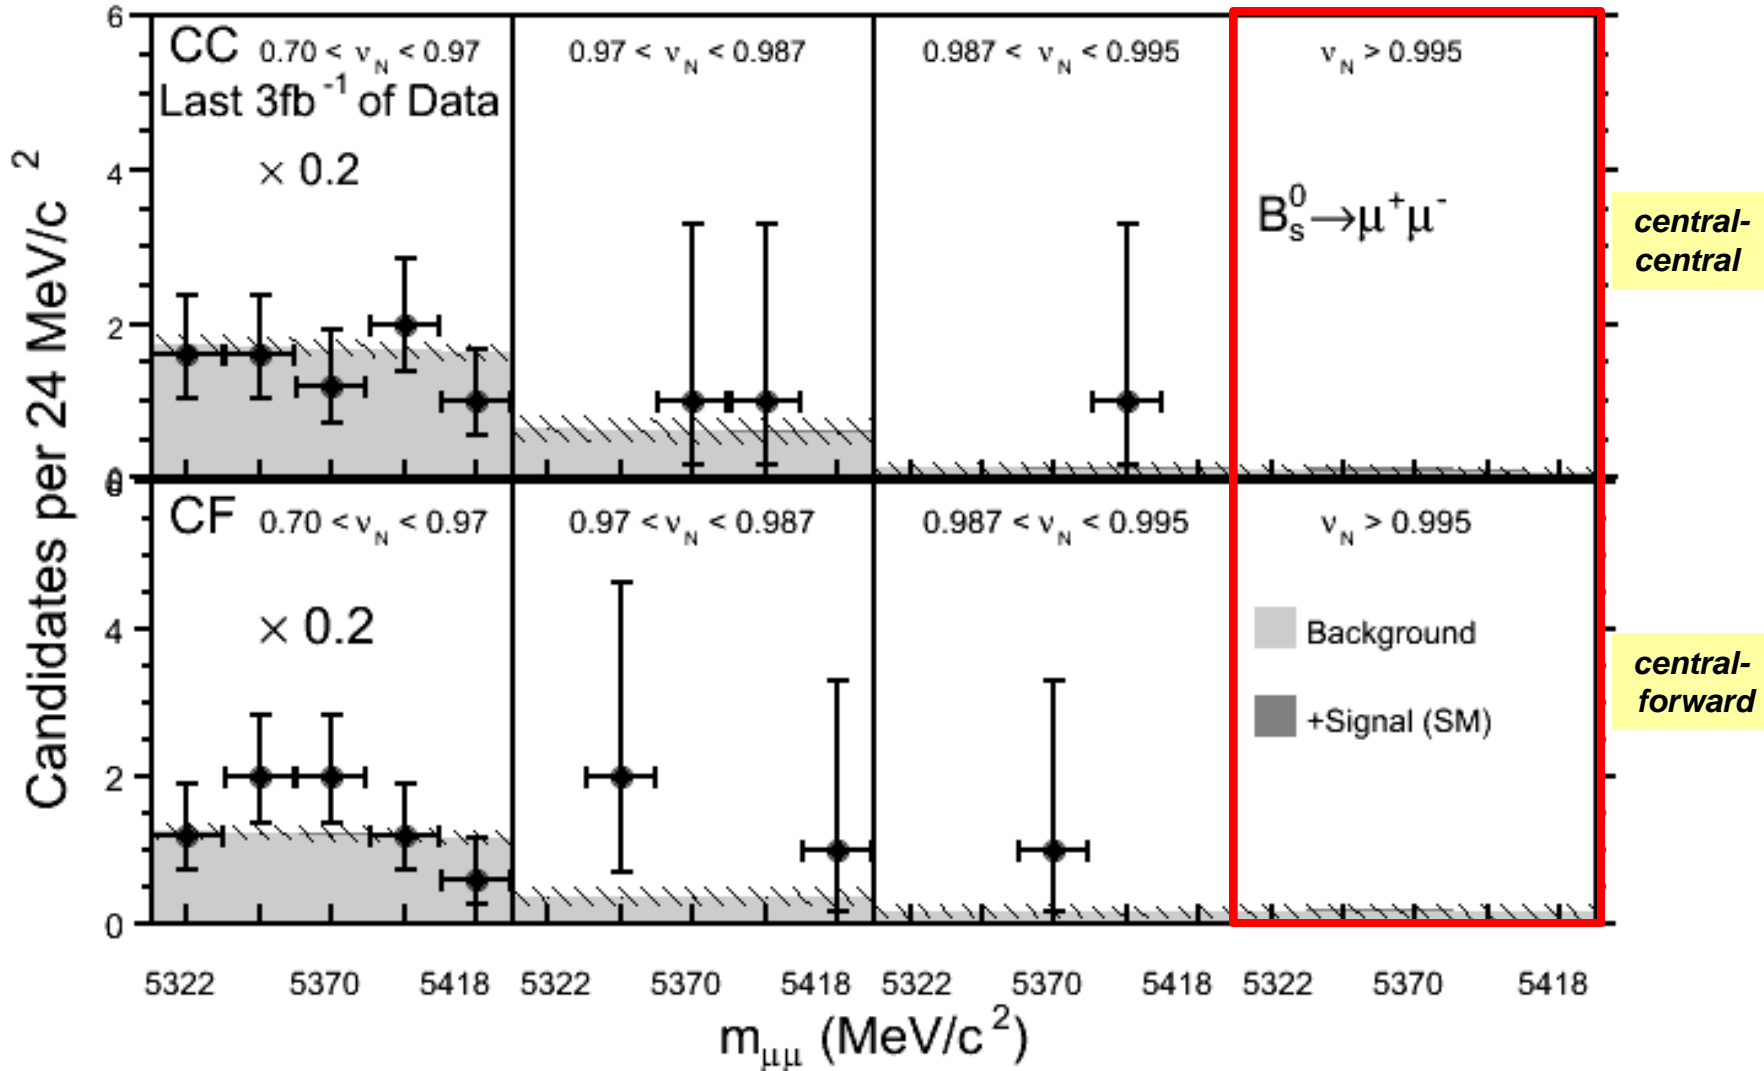 6
CC 0.70 < ν_N < 0.97
0.97 < ν_N < 0.987
0.987 < ν_N < 0.995
ν_N > 0.995
Last 3fb⁻¹ of Data
× 0.2
4
B_s⁰→μ⁺μ⁻
central-
central
2
0
CF 0.70 < ν_N < 0.97
0.97 < ν_N < 0.987
0.987 < ν_N < 0.995
ν_N > 0.995
× 0.2
4
Background
+Signal (SM)
central-
forward
2
0
5322 5370 5418 5322 5370 5418 5322 5370 5418 5322 5370 5418
m_μμ (MeV/c²)
Candidates per 24 MeV/c²